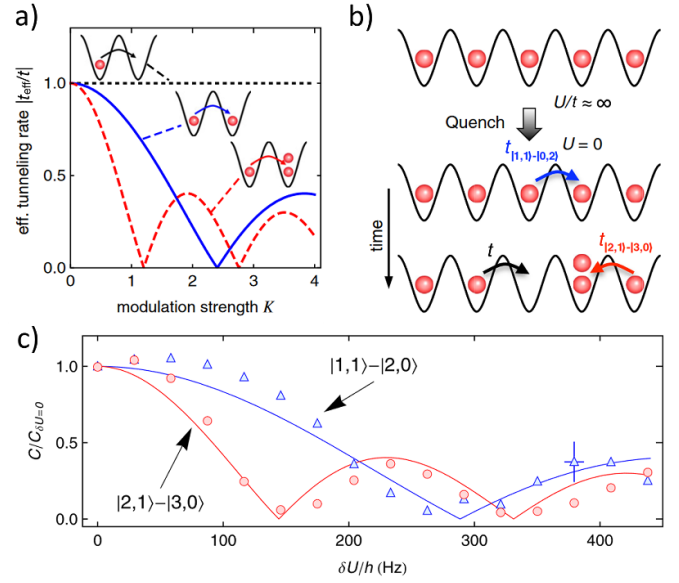 a)
eff. tunneling rate |t_eff/t|
1.0
0.5
0.0
0
1
2
3
4
modulation strength K
b)
U/t ≈ ∞
Quench
U = 0
t_|1,1⟩-|0,2⟩
time
t
t_|2,1⟩-|3,0⟩
c)
C/C_δU=0
1.0
0.5
0.0
|1,1⟩−|2,0⟩
|2,1⟩−|3,0⟩
0
100
200
300
400
δU/h (Hz)